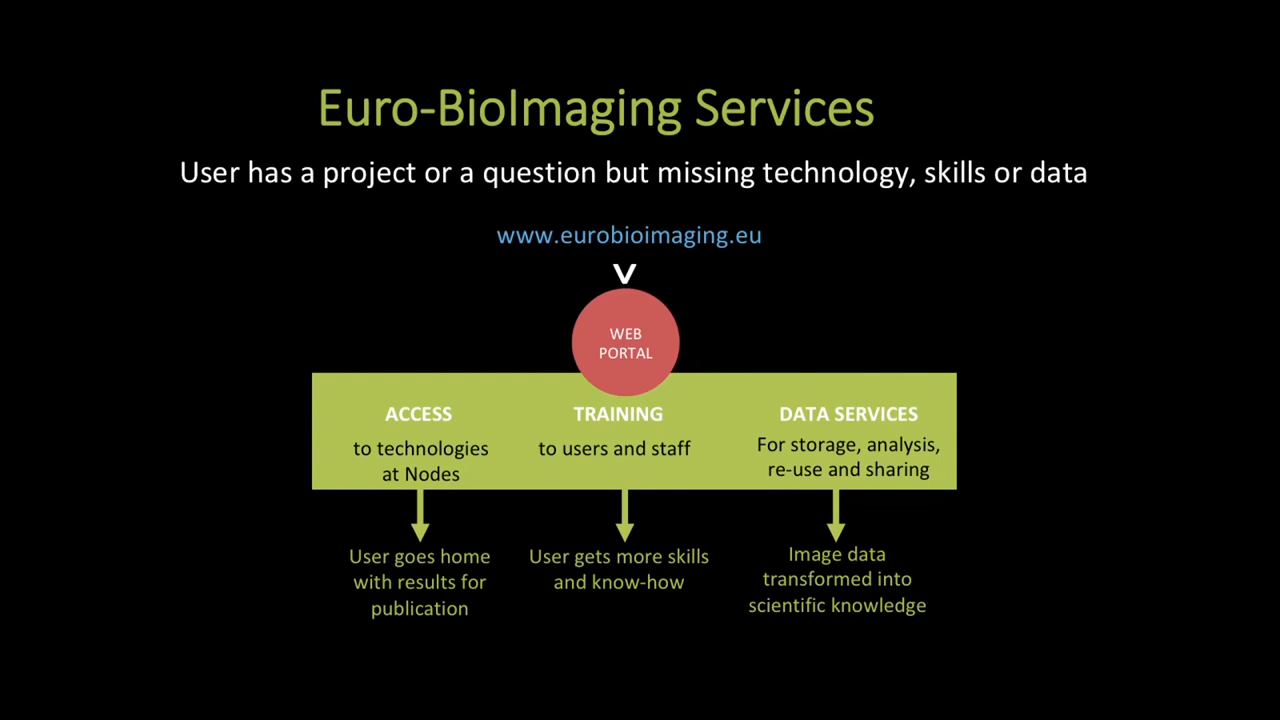 Euro-BioImaging Services
User has a project or a question but missing technology, skills or data
www.eurobioimaging.eu
V
WEB
PORTAL
ACCESS
to technologies
at Nodes
TRAINING
to users and staff
DATA SERVICES
For storage, analysis,
re-use and sharing
User goes home
with results for
publication
User gets more skills
and know-how
Image data
transformed into
scientific knowledge